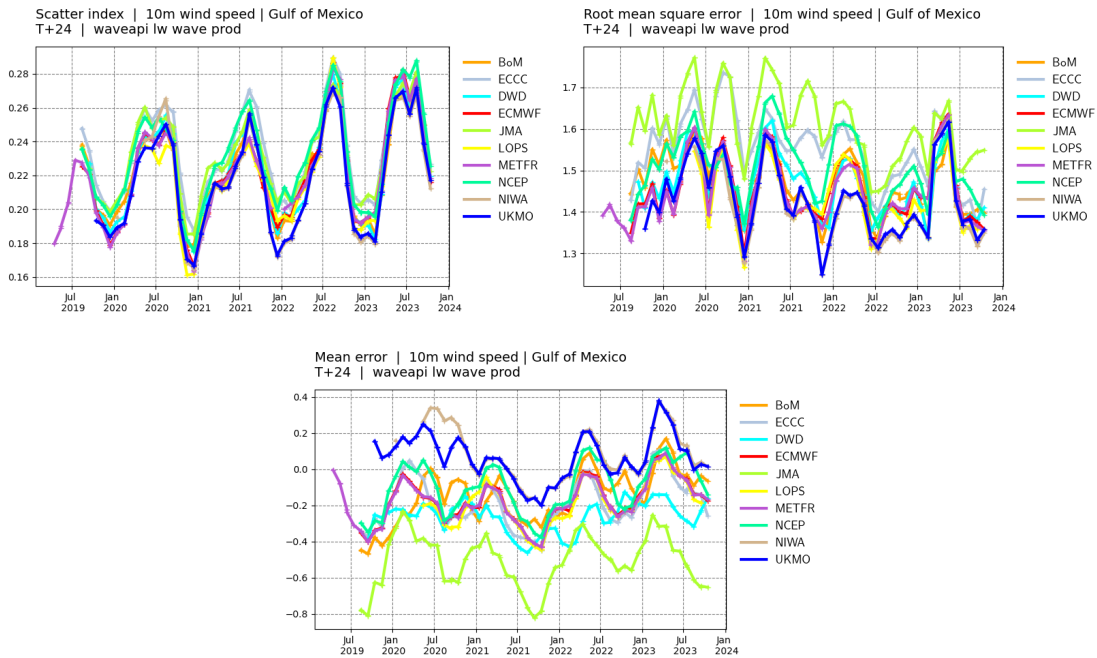 Scatter index | 10m wind speed | Gulf of Mexico
T+24 | waveapi lw wave prod
0.28
0.26
0.24
0.22
0.20
0.18
0.16
Jul 2019
Jan 2020
Jul 2020
Jan 2021
Jul 2021
Jan 2022
Jul 2022
Jan 2023
Jul 2023
Jan 2024
BoM
ECCC
DWD
ECMWF
JMA
LOPS
METFR
NCEP
NIWA
UKMO
Root mean square error | 10m wind speed | Gulf of Mexico
T+24 | waveapi lw wave prod
1.7
1.6
1.5
1.4
1.3
Jul 2019
Jan 2020
Jul 2020
Jan 2021
Jul 2021
Jan 2022
Jul 2022
Jan 2023
Jul 2023
Jan 2024
BoM
ECCC
DWD
ECMWF
JMA
LOPS
METFR
NCEP
NIWA
UKMO
Mean error | 10m wind speed | Gulf of Mexico
T+24 | waveapi lw wave prod
0.4
0.2
0.0
−0.2
−0.4
−0.6
−0.8
Jul 2019
Jan 2020
Jul 2020
Jan 2021
Jul 2021
Jan 2022
Jul 2022
Jan 2023
Jul 2023
Jan 2024
BoM
ECCC
DWD
ECMWF
JMA
LOPS
METFR
NCEP
NIWA
UKMO